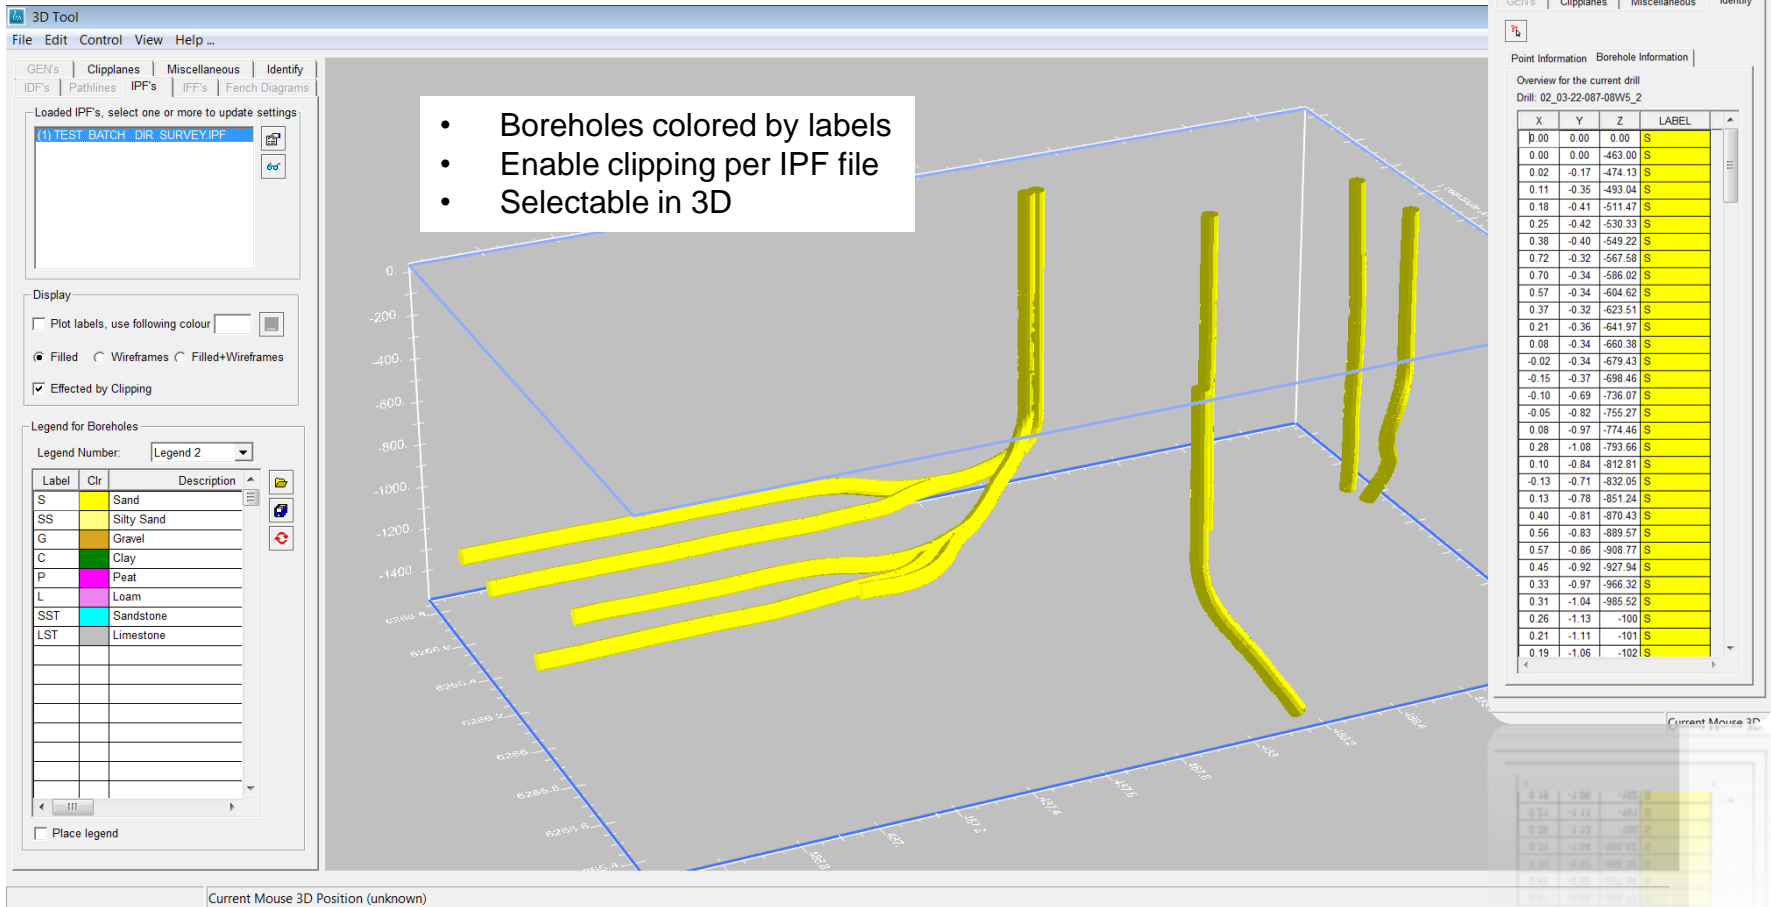 3D Tool
File Edit Control View Help ...
GEN's Clipplanes Miscellaneous Identify
IDF's Pathlines IPF's IFF's Fench Diagrams
Loaded IPF's, select one or more to update settings
(1) TEST_BATCH_DIR_SURVEY.IPF
Display
Plot labels, use following colour
Filled Wireframes Filled+Wireframes
Effected by Clipping
Legend for Boreholes
Legend Number: Legend 2
Label Clr Description
S Sand
SS Silty Sand
G Gravel
C Clay
P Peat
L Loam
SST Sandstone
LST Limestone
Place legend
Current Mouse 3D Position (unknown)
• Boreholes colored by labels
• Enable clipping per IPF file
• Selectable in 3D
0.
-200.
-400.
-600.
-800.
-1000.
-1200.
-1400.
6266.6
6266.4
6266.2
6266.
GEN's Clipplanes Miscellaneous Identify
Point Information Borehole Information
Overview for the current drill
Drill: 02_03-22-087-08W5_2
X Y Z LABEL
0.00 0.00 0.00 S
0.00 0.00 -463.00 S
0.02 -0.17 -474.13 S
0.11 -0.35 -493.04 S
0.18 -0.41 -511.47 S
0.25 -0.42 -530.33 S
0.38 -0.40 -549.22 S
0.72 -0.32 -567.58 S
0.70 -0.34 -586.02 S
0.57 -0.34 -604.62 S
0.37 -0.32 -623.51 S
0.21 -0.36 -641.97 S
0.08 -0.34 -660.38 S
-0.02 -0.34 -679.43 S
-0.15 -0.37 -698.46 S
-0.10 -0.69 -736.07 S
-0.05 -0.82 -755.27 S
0.08 -0.97 -774.46 S
0.28 -1.08 -793.66 S
0.10 -0.84 -812.81 S
-0.13 -0.71 -832.05 S
0.13 -0.78 -851.24 S
0.40 -0.81 -870.43 S
0.56 -0.83 -889.57 S
0.57 -0.86 -908.77 S
0.45 -0.92 -927.94 S
0.33 -0.97 -966.32 S
0.31 -1.04 -985.52 S
0.26 -1.13 -100 S
0.21 -1.11 -101 S
0.19 -1.06 -102 S
Current Mouse 3D